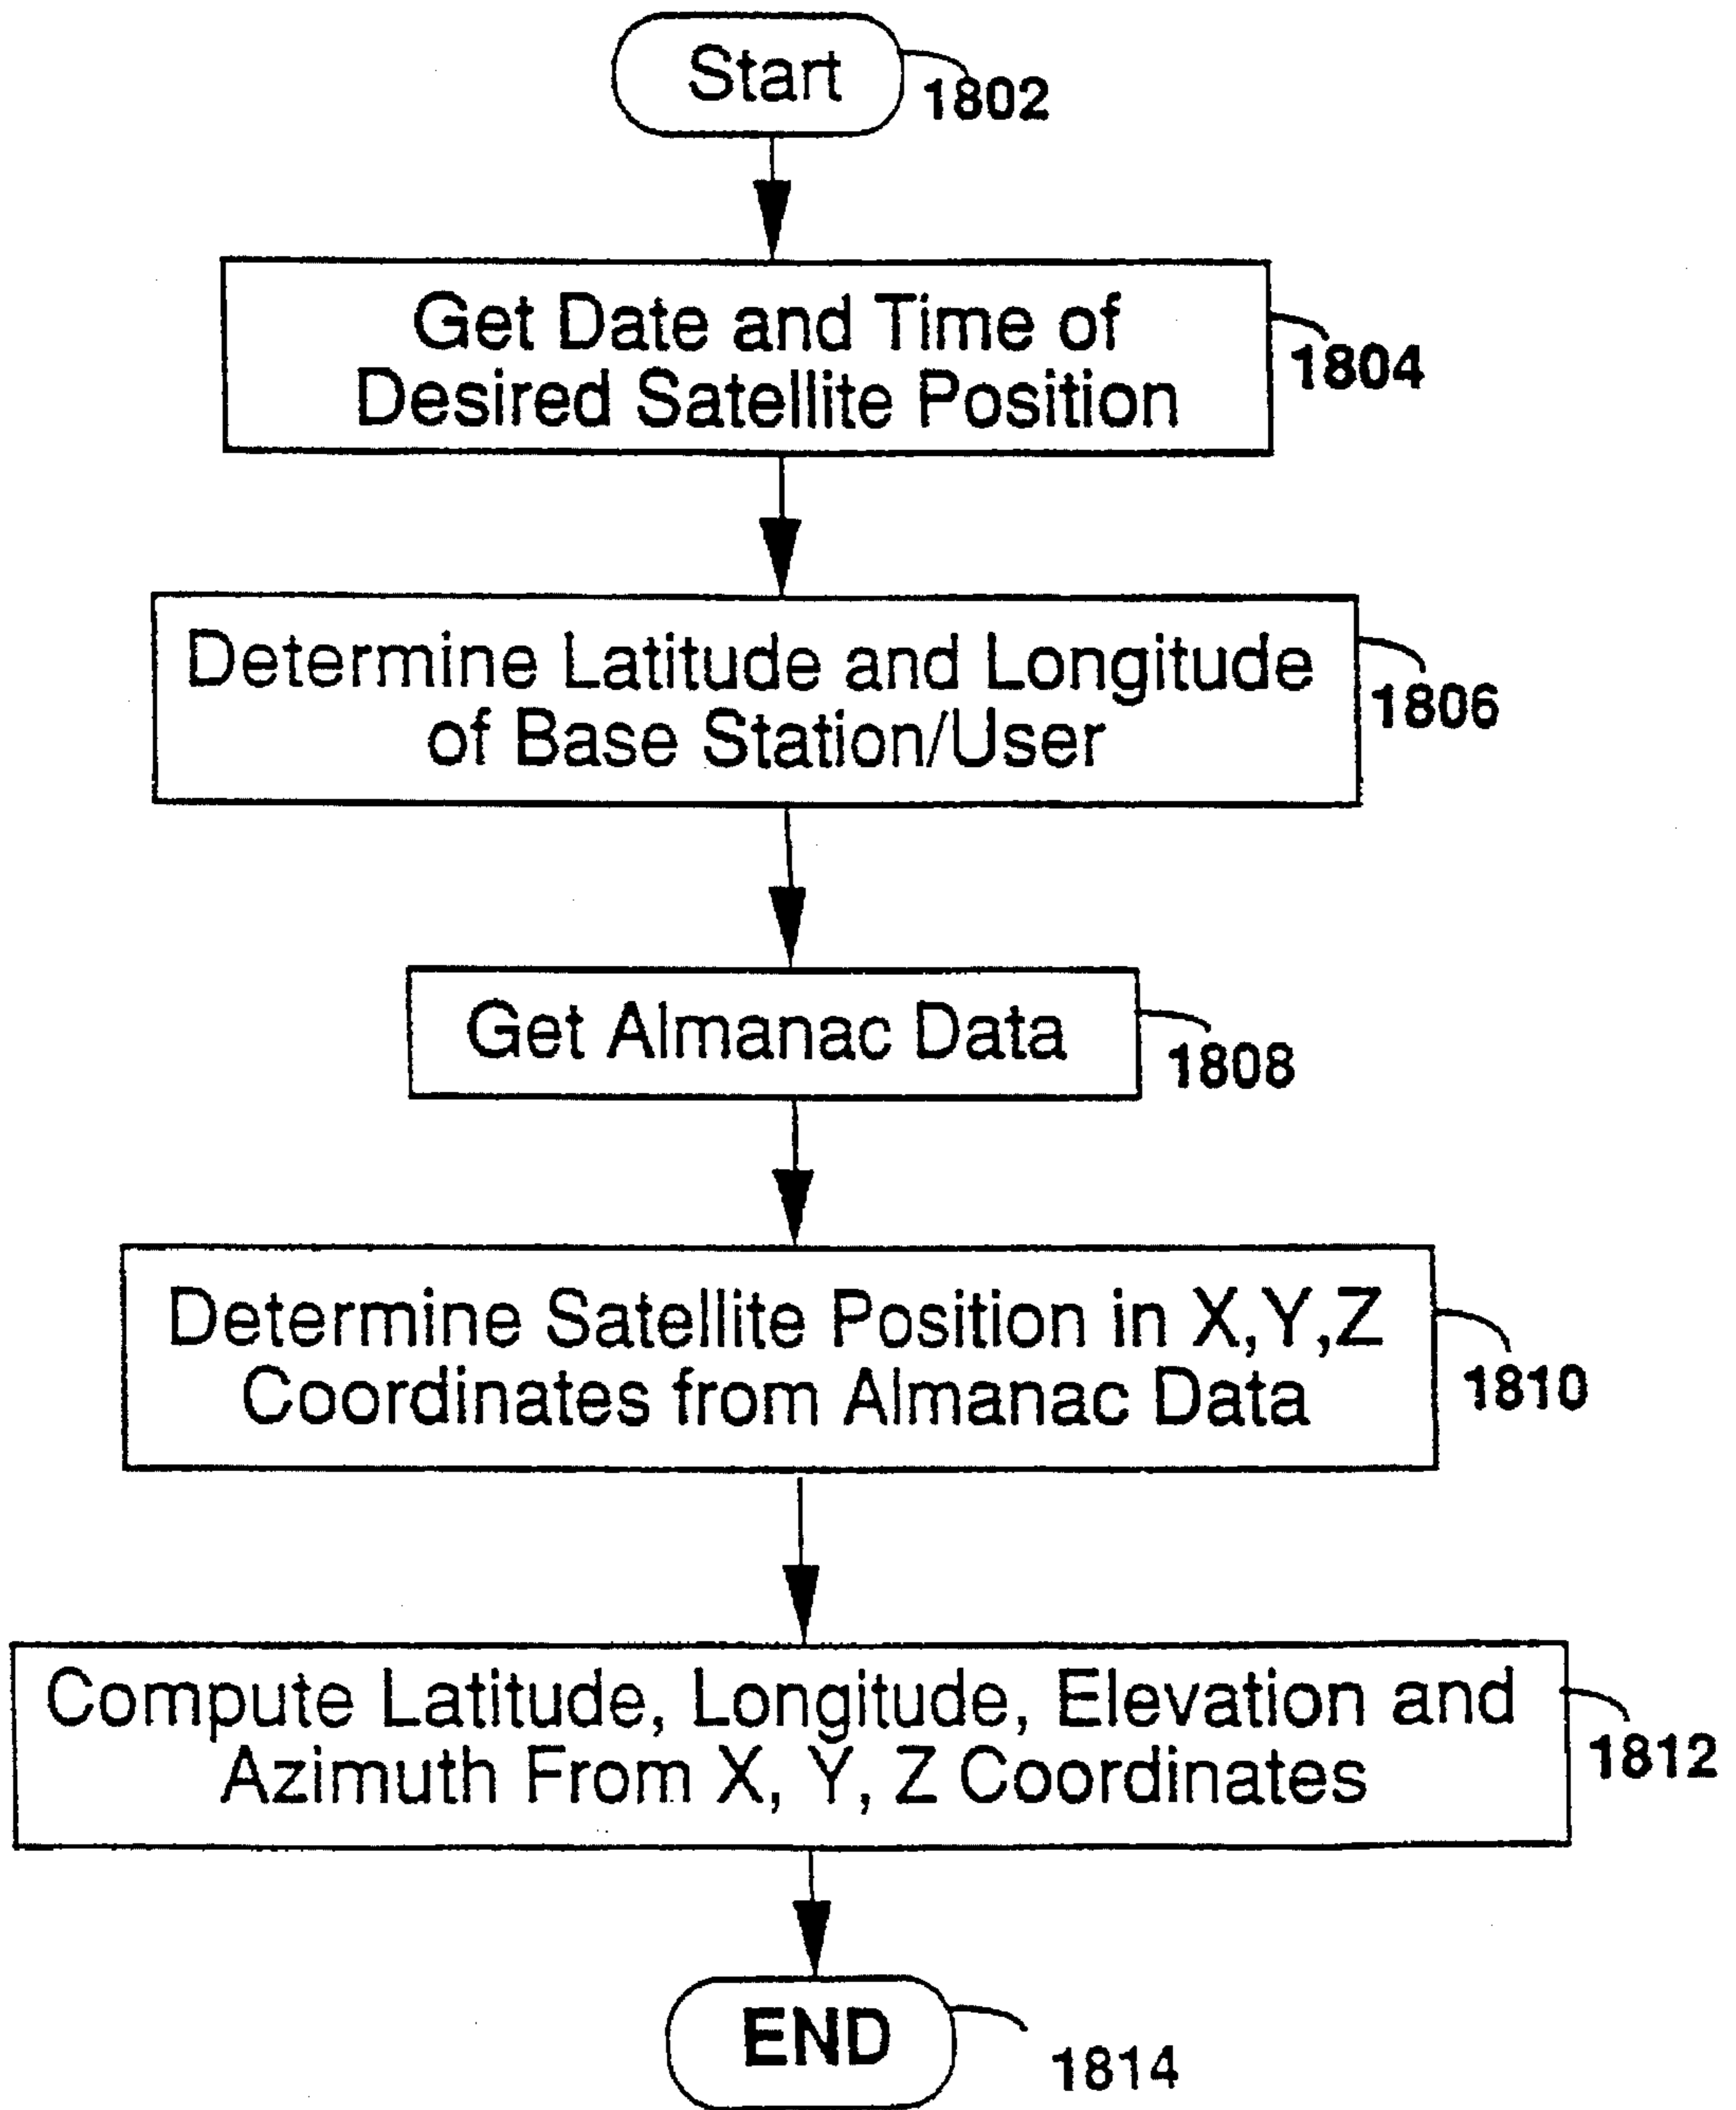 Start
1802
Get Date and Time of
Desired Satellite Position
1804
Determine Latitude and Longitude
of Base Station/User
1806
Get Almanac Data
1808
Determine Satellite Position in X,Y,Z
Coordinates from Almanac Data
1810
Compute Latitude, Longitude, Elevation and
Azimuth From X, Y, Z Coordinates
1812
END
1814